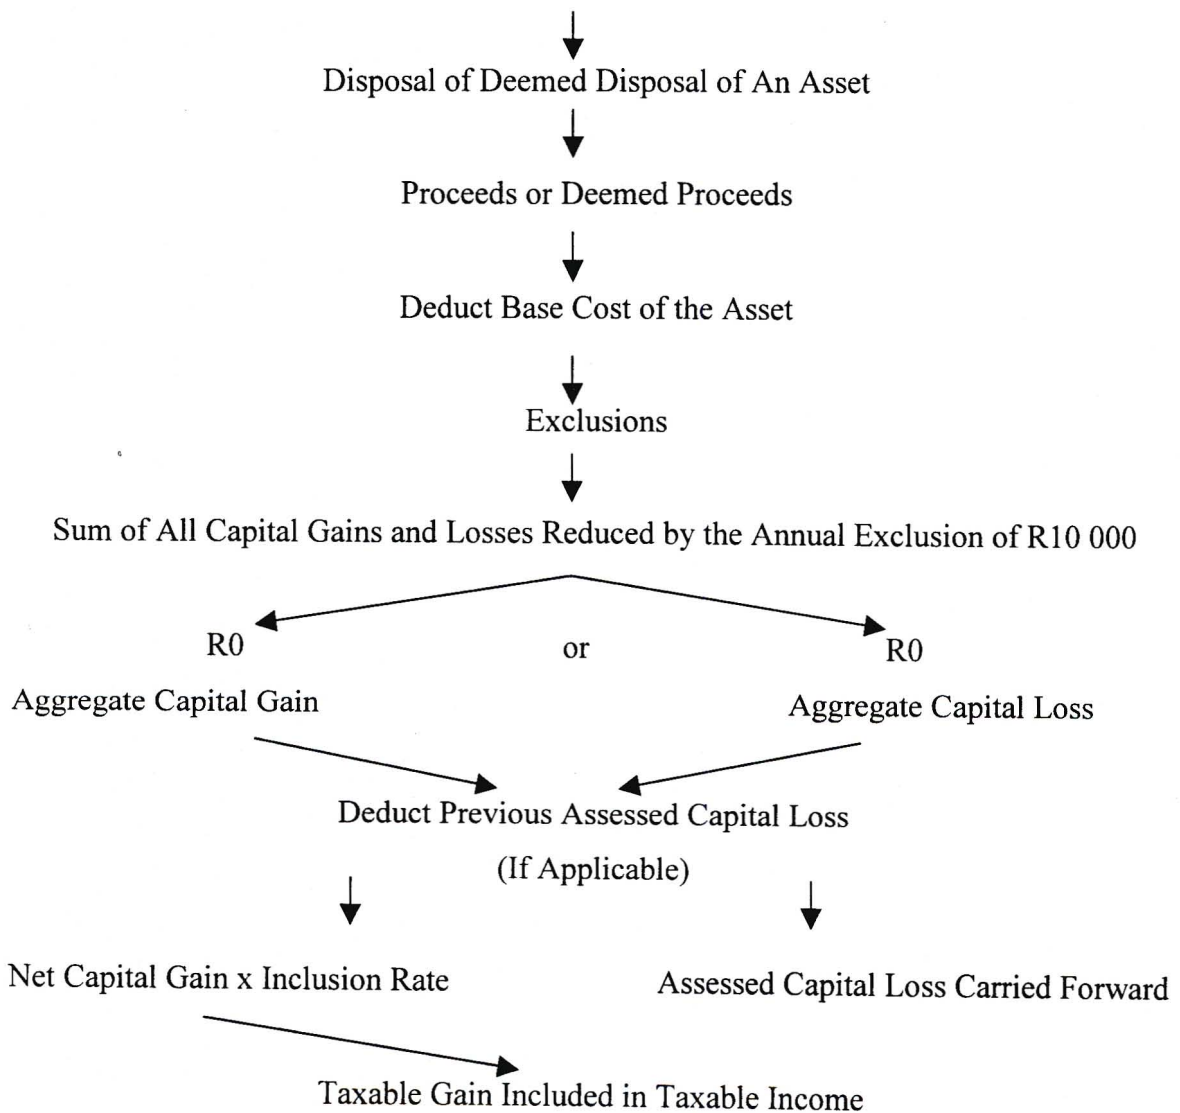 Disposal of Deemed Disposal of An Asset
Proceeds or Deemed Proceeds
Deduct Base Cost of the Asset
Exclusions
Sum of All Capital Gains and Losses Reduced by the Annual Exclusion of R10 000
R0 or R0
Aggregate Capital Gain Aggregate Capital Loss
Deduct Previous Assessed Capital Loss
(If Applicable)
Net Capital Gain x Inclusion Rate Assessed Capital Loss Carried Forward
Taxable Gain Included in Taxable Income